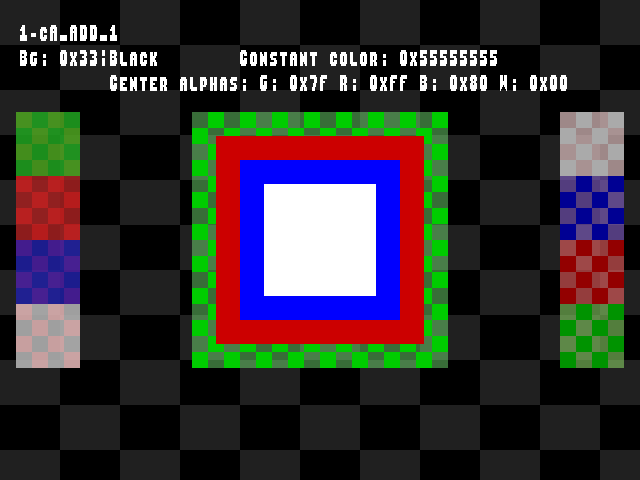 1-cA_ADD_1
Bg: 0x33¦Black Constant color: 0x55555555
Center alphas: G: 0x7f R: 0xff B: 0x80 W: 0x00